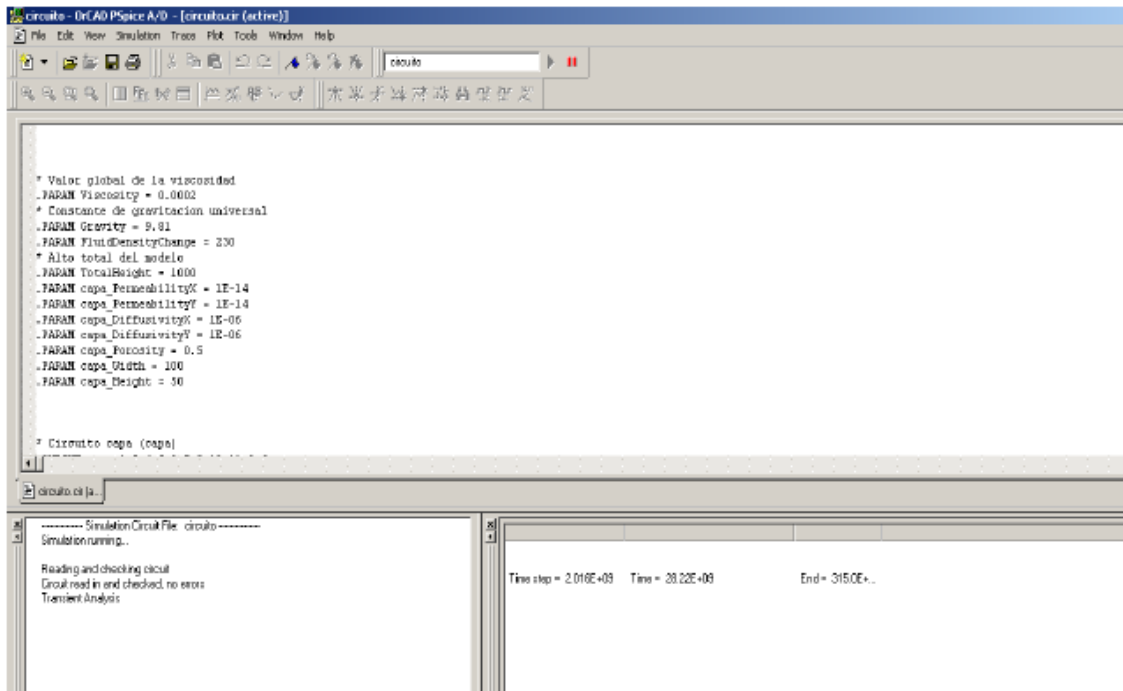 circuito - OrCAD PSpice A/D - [circuito.cir (active)]
File Edit View Simulation Trace Plot Tools Window Help
circuito
* Valor global de la viscosidad
.PARAM Viscosity = 0.0002
* Constante de gravitacion universal
.PARAM Gravity = 9.81
.PARAM FluidDensityChange = 230
* Alto total del modelo
.PARAM TotalHeight = 1000
.PARAM capa_PermeabilityX = 1E-14
.PARAM capa_PermeabilityY = 1E-14
.PARAM capa_DiffusivityX = 1E-06
.PARAM capa_DiffusivityY = 1E-06
.PARAM capa_Porosity = 0.5
.PARAM capa_Width = 100
.PARAM capa_Height = 50
* Circuito capa (capa)
circuito.cir (a...
---------- Simulation Circuit File: circuito ----------
Simulation running...
Reading and checking circuit
Circuit read in and checked, no errors
Transient Analysis
Time step = 2.016E+09 Time = 28.22E+09 End = 315.0E+...